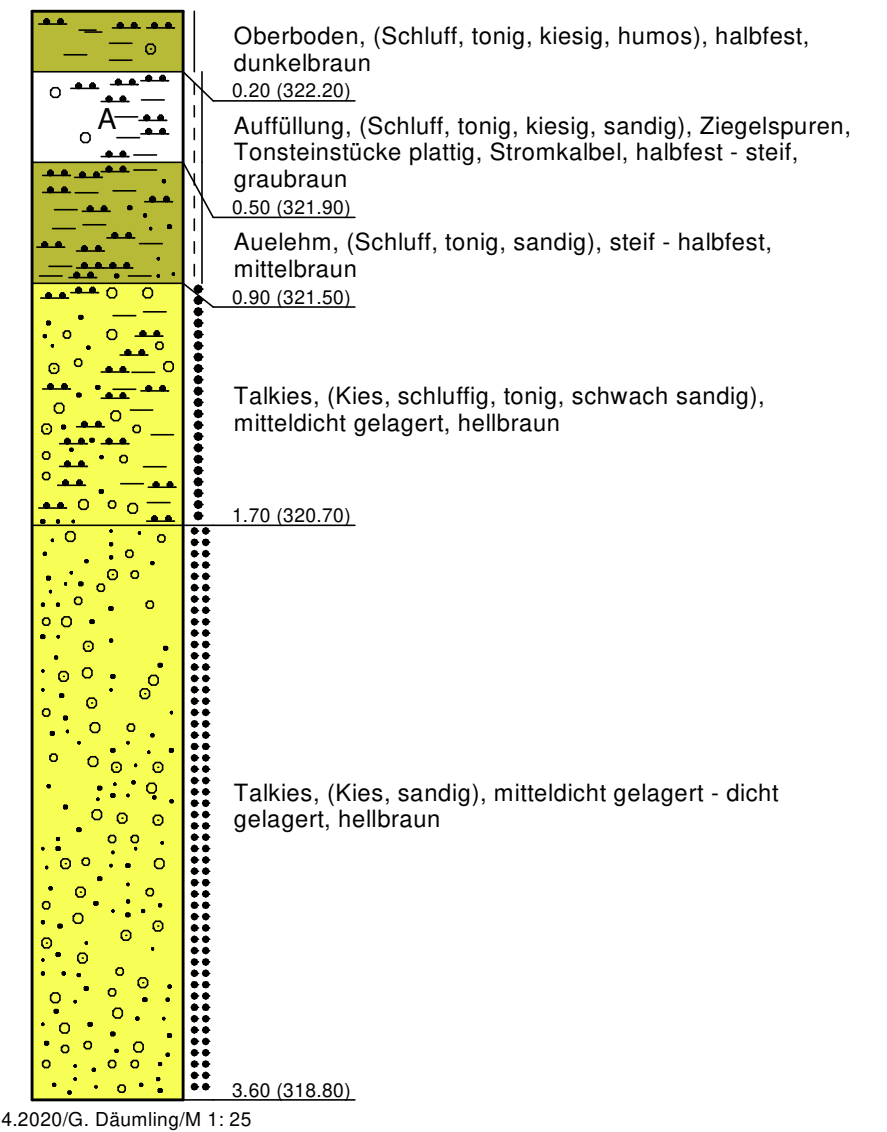 Oberboden, (Schluff, tonig, kiesig, humos), halbfest,
dunkelbraun
0.20 (322.20)
A
Auffüllung, (Schluff, tonig, kiesig, sandig), Ziegelspuren,
Tonsteinstücke plattig, Stromkalbel, halbfest - steif,
graubraun
0.50 (321.90)
Auelehm, (Schluff, tonig, sandig), steif - halbfest,
mittelbraun
0.90 (321.50)
Talkies, (Kies, schluffig, tonig, schwach sandig),
mitteldicht gelagert, hellbraun
1.70 (320.70)
Talkies, (Kies, sandig), mitteldicht gelagert - dicht
gelagert, hellbraun
3.60 (318.80)
4.2020/G. Däumling/M 1: 25